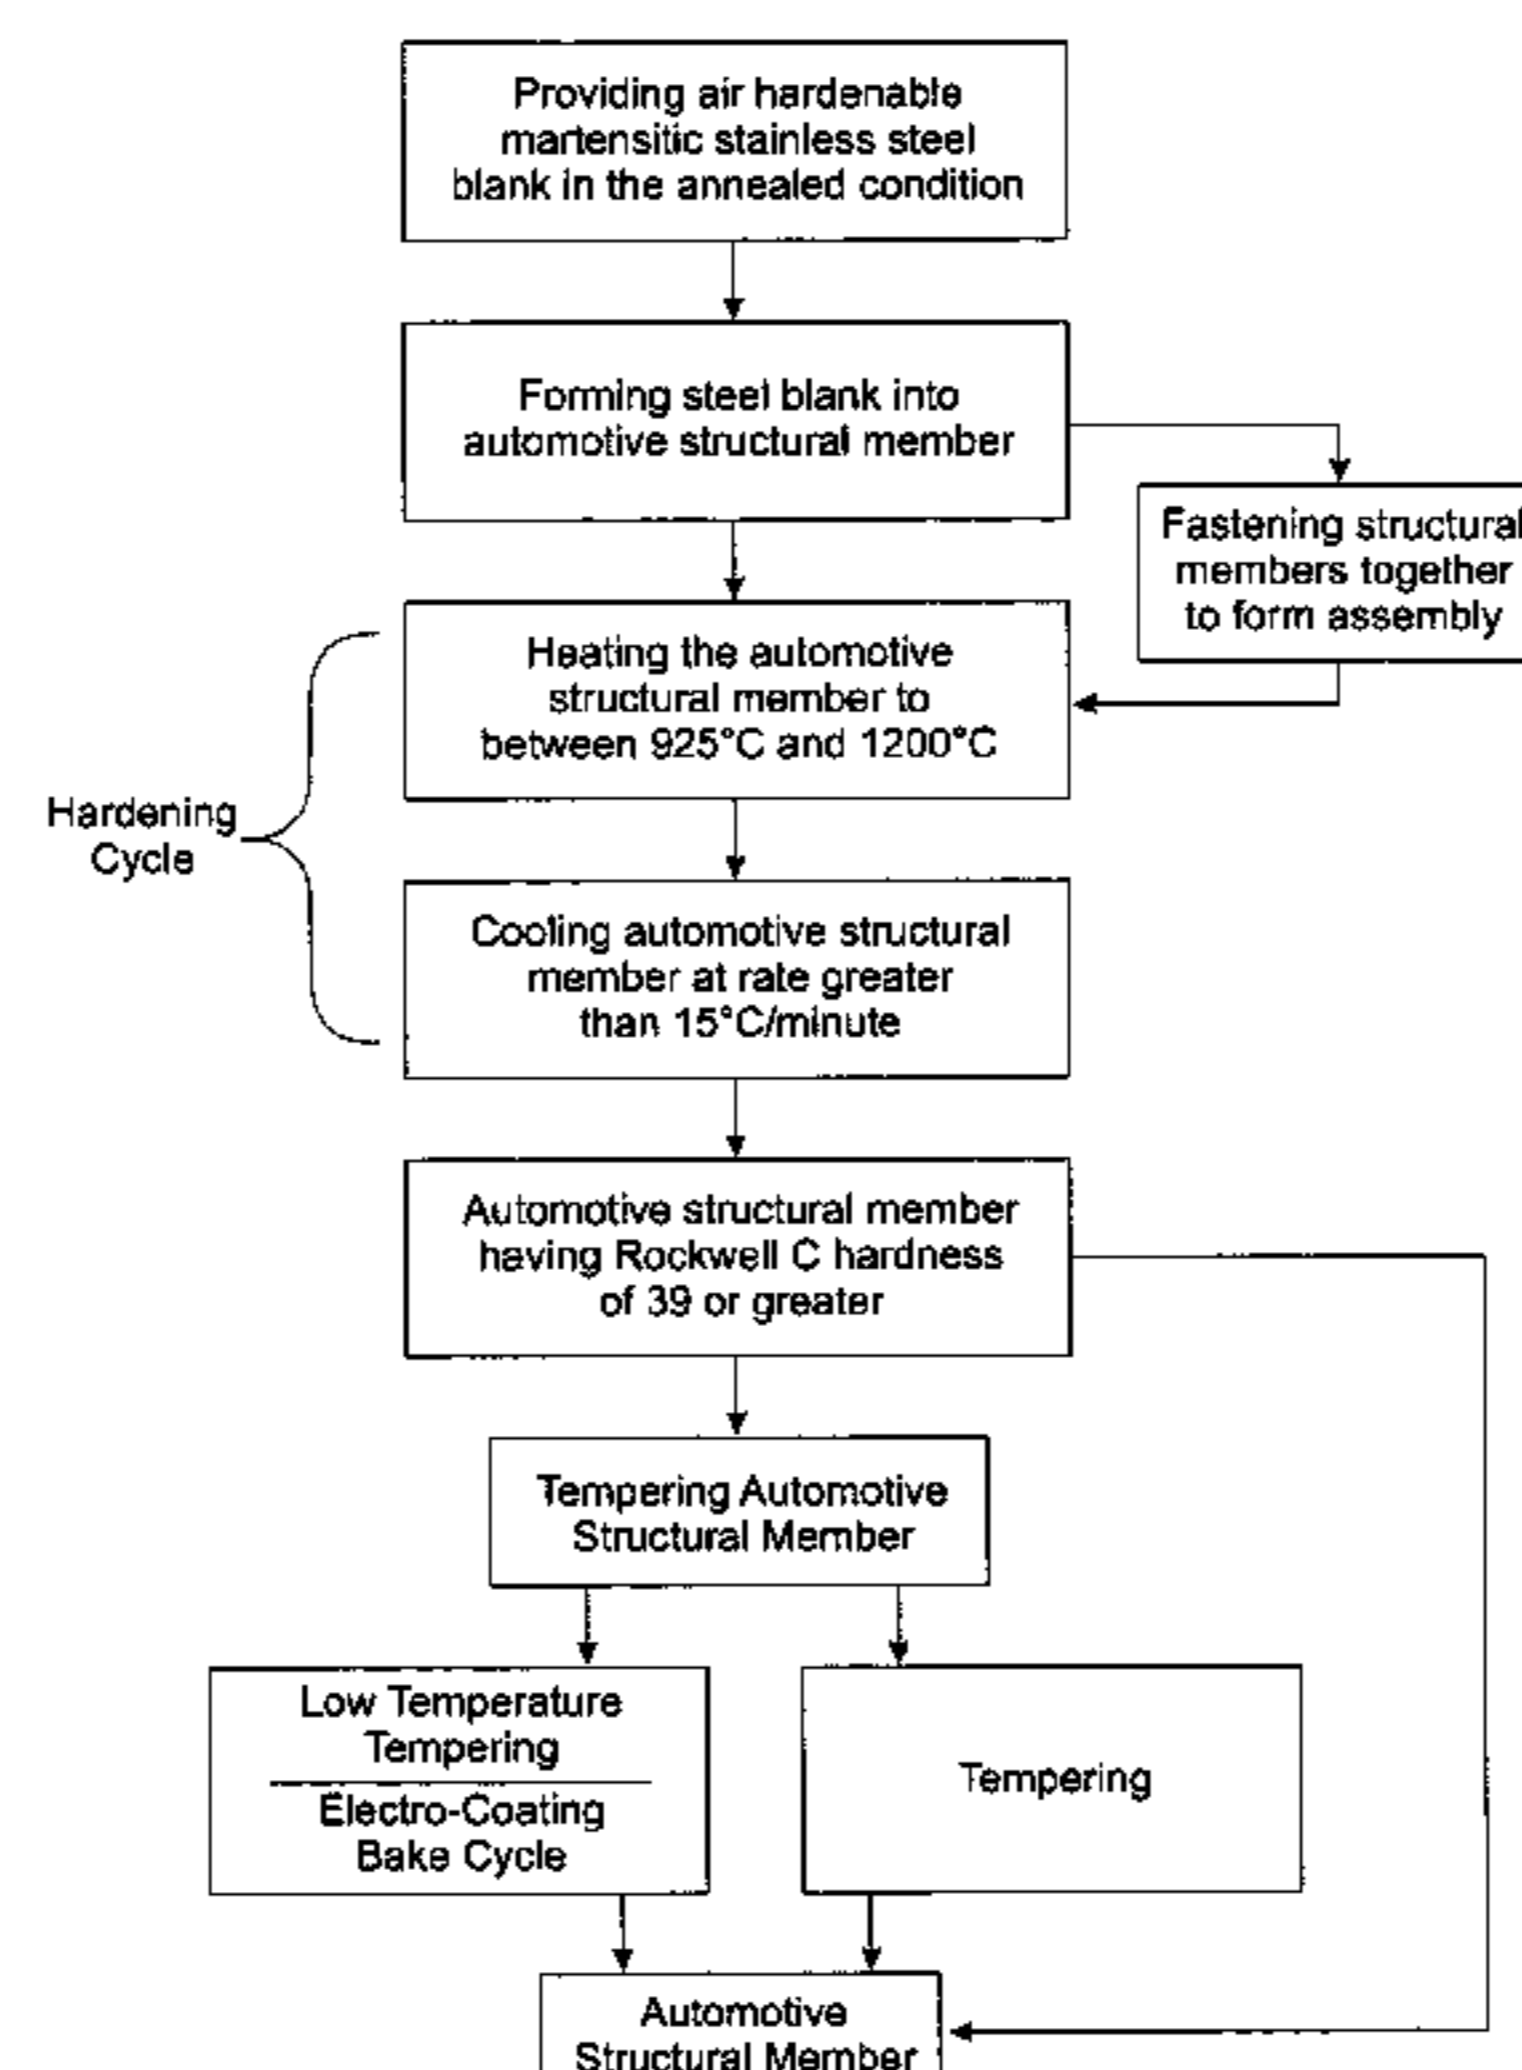 Providing air hardenable
martensitic stainless steel
blank in the annealed condition
Forming steel blank into
automotive structural member
Fastening structural
members together
to form assembly
Heating the automotive
structural member to
between 925°C and 1200°C
Hardening
Cycle
Cooling automotive structural
member at rate greater
than 15°C/minute
Automotive structural member
having Rockwell C hardness
of 39 or greater
Tempering Automotive
Structural Member
Low Temperature
Tempering
Electro-Coating
Bake Cycle
Tempering
Automotive
Structural Member